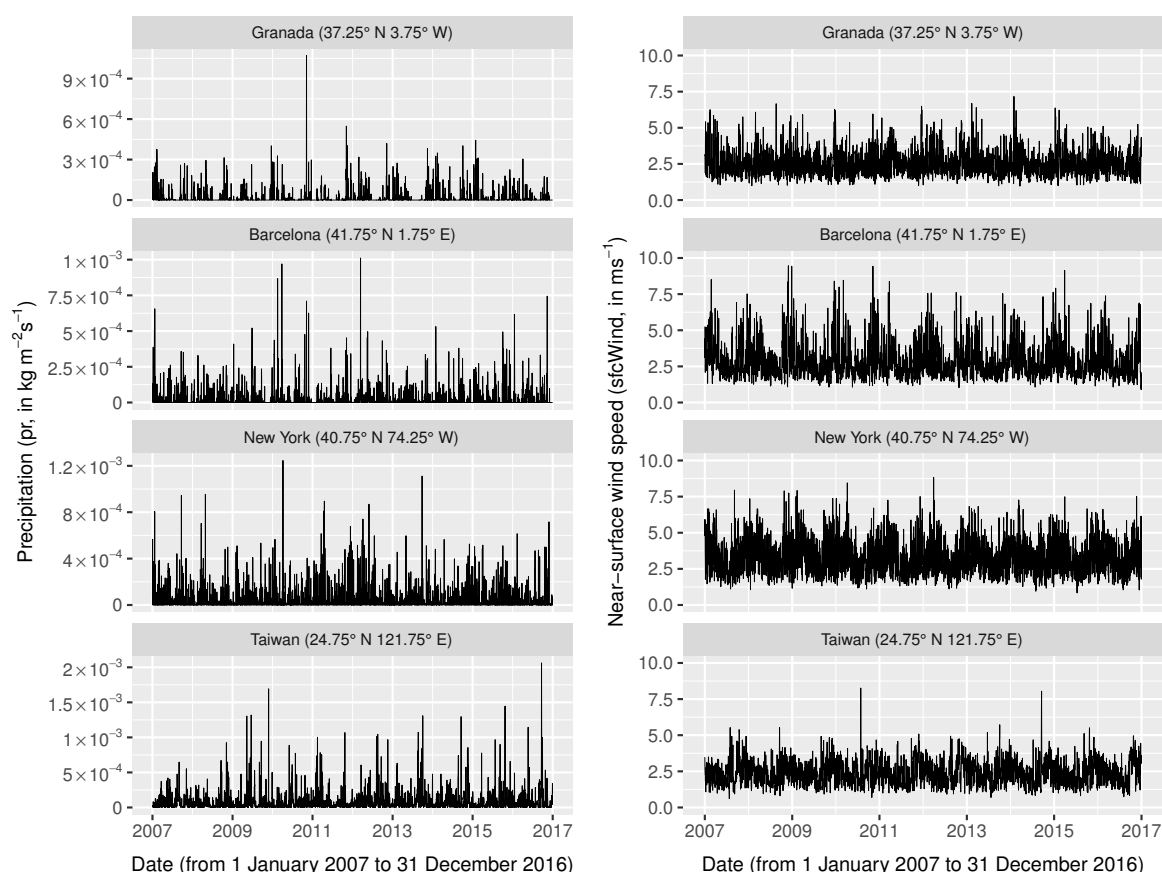 Granada (37.25° N 3.75° W)
9×10⁻⁴
6×10⁻⁴
3×10⁻⁴
0
Barcelona (41.75° N 1.75° E)
1×10⁻³
7.5×10⁻⁴
5×10⁻⁴
2.5×10⁻⁴
0
New York (40.75° N 74.25° W)
1.2×10⁻³
8×10⁻⁴
4×10⁻⁴
0
Taiwan (24.75° N 121.75° E)
2×10⁻³
1.5×10⁻³
1×10⁻³
5×10⁻⁴
0
2007 2009 2011 2013 2015 2017
Precipitation (pr, in kg m⁻²s⁻¹)
Date (from 1 January 2007 to 31 December 2016)
Granada (37.25° N 3.75° W)
10.0
7.5
5.0
2.5
0.0
Barcelona (41.75° N 1.75° E)
10.0
7.5
5.0
2.5
0.0
New York (40.75° N 74.25° W)
10.0
7.5
5.0
2.5
0.0
Taiwan (24.75° N 121.75° E)
10.0
7.5
5.0
2.5
0.0
2007 2009 2011 2013 2015 2017
Near−surface wind speed (sfcWind, in ms⁻¹)
Date (from 1 January 2007 to 31 December 2016)